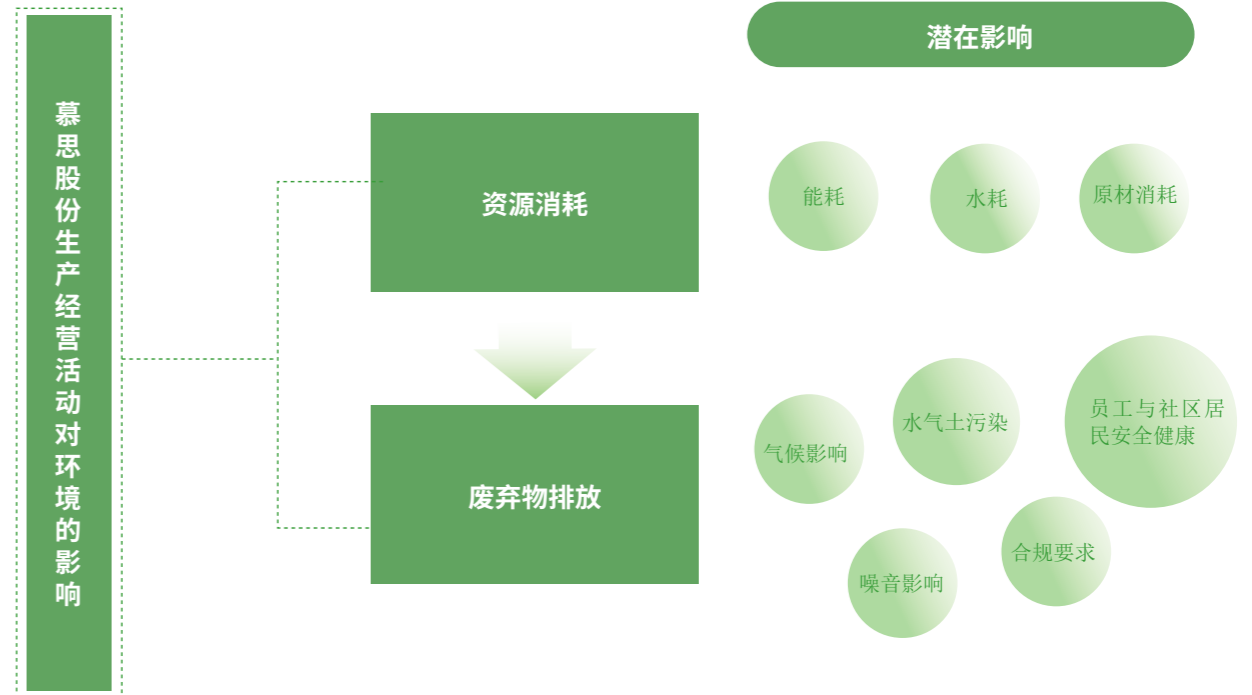 慕思股份生产经营活动对环境的影响
潜在影响
资源消耗
能耗
水耗
原材消耗
废弃物排放
气候影响
水气土污染
员工与社区居
民安全健康
噪音影响
合规要求